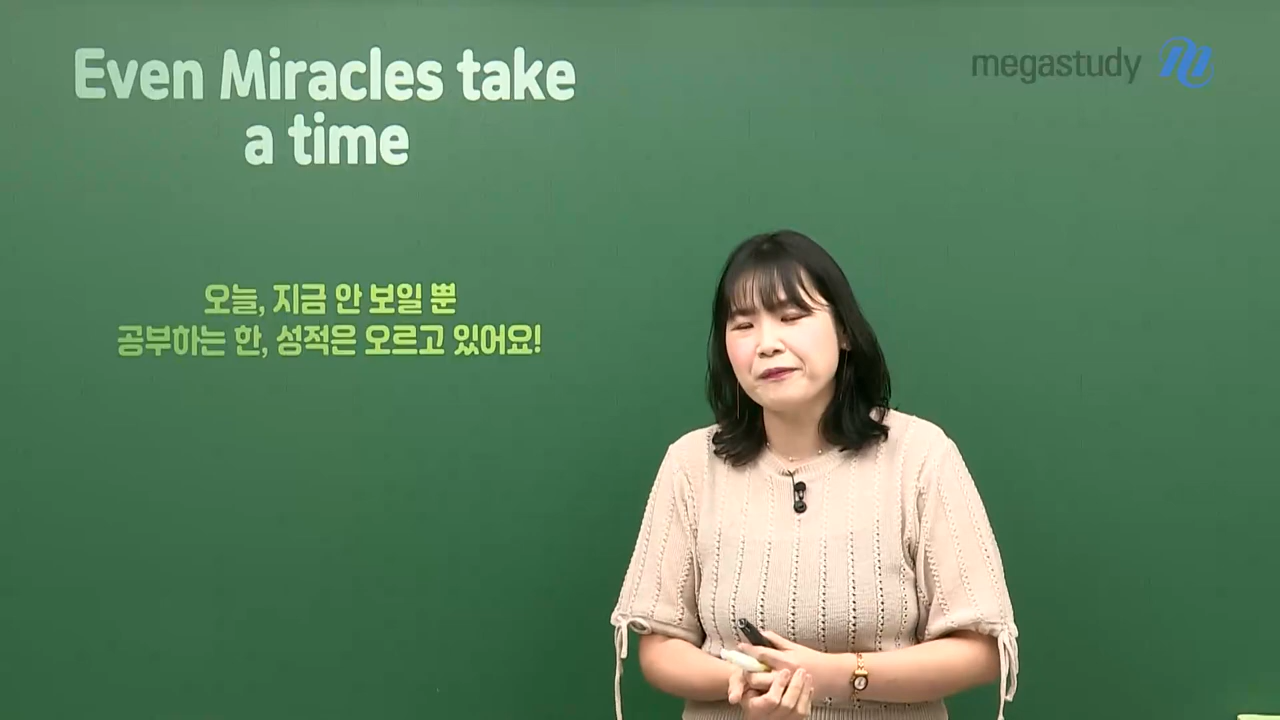 Even Miracles take
a time
megastudy
오늘, 지금 안 보일 뿐
공부하는 한, 성적은 오르고 있어요!